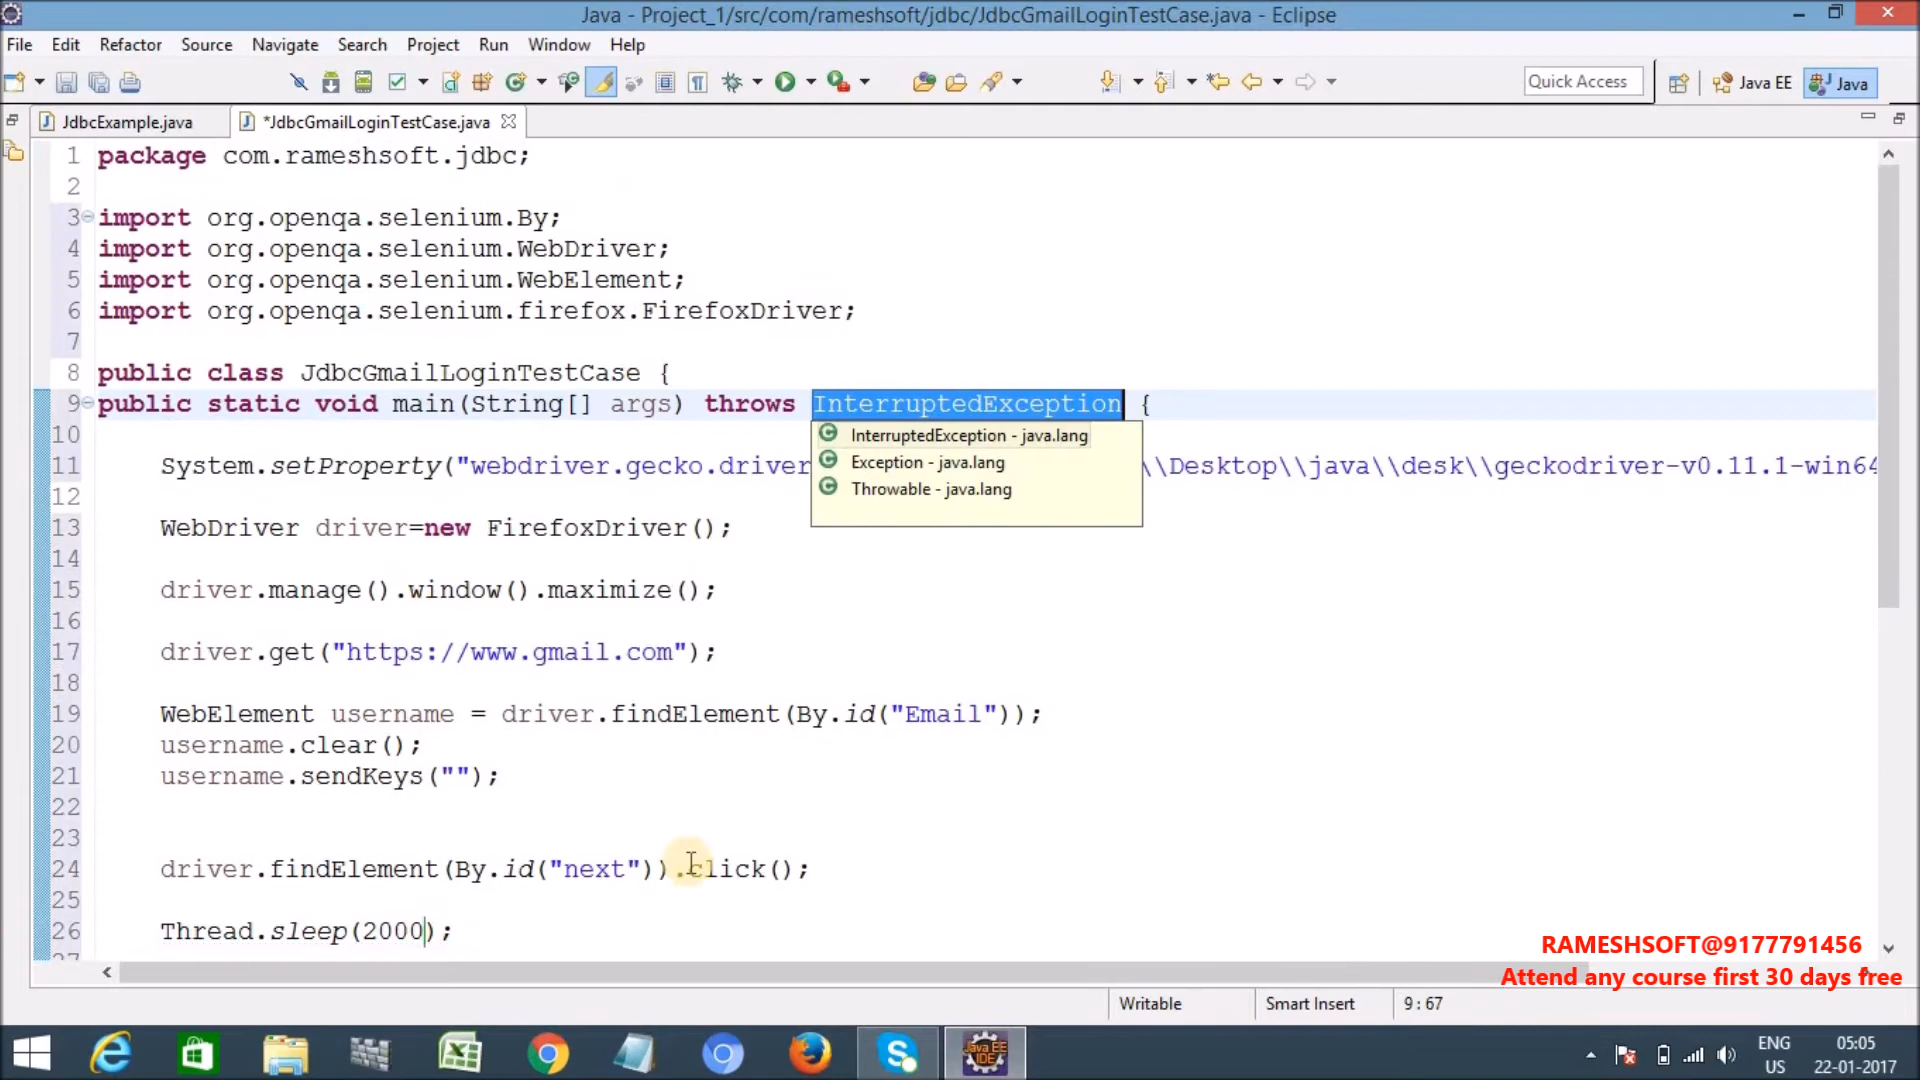 Java - Project_1/src/com/rameshsoft/jdbc/JdbcGmailLoginTestCase.java - Eclipse
File Edit Refactor Source Navigate Search Project Run Window Help
Quick Access Java EE Java
JdbcExample.java *JdbcGmailLoginTestCase.java
1 package com.rameshsoft.jdbc;
2
3 import org.openqa.selenium.By;
4 import org.openqa.selenium.WebDriver;
5 import org.openqa.selenium.WebElement;
6 import org.openqa.selenium.firefox.FirefoxDriver;
7
8 public class JdbcGmailLoginTestCase {
9 public static void main(String[] args) throws InterruptedException {
10
InterruptedException - java.lang
Exception - java.lang
Throwable - java.lang
11 System.setProperty("webdriver.gecko.driver \\Desktop\\java\\desk\\geckodriver-v0.11.1-win64
12
13 WebDriver driver=new FirefoxDriver();
14
15 driver.manage().window().maximize();
16
17 driver.get("https://www.gmail.com");
18
19 WebElement username = driver.findElement(By.id("Email"));
20 username.clear();
21 username.sendKeys("");
22
23
24 driver.findElement(By.id("next")).click();
25
26 Thread.sleep(2000);
27
RAMESHSOFT@9177791456
Attend any course first 30 days free
Writable Smart Insert 9 : 67
Java EE IDE
ENG 05:05
US 22-01-2017